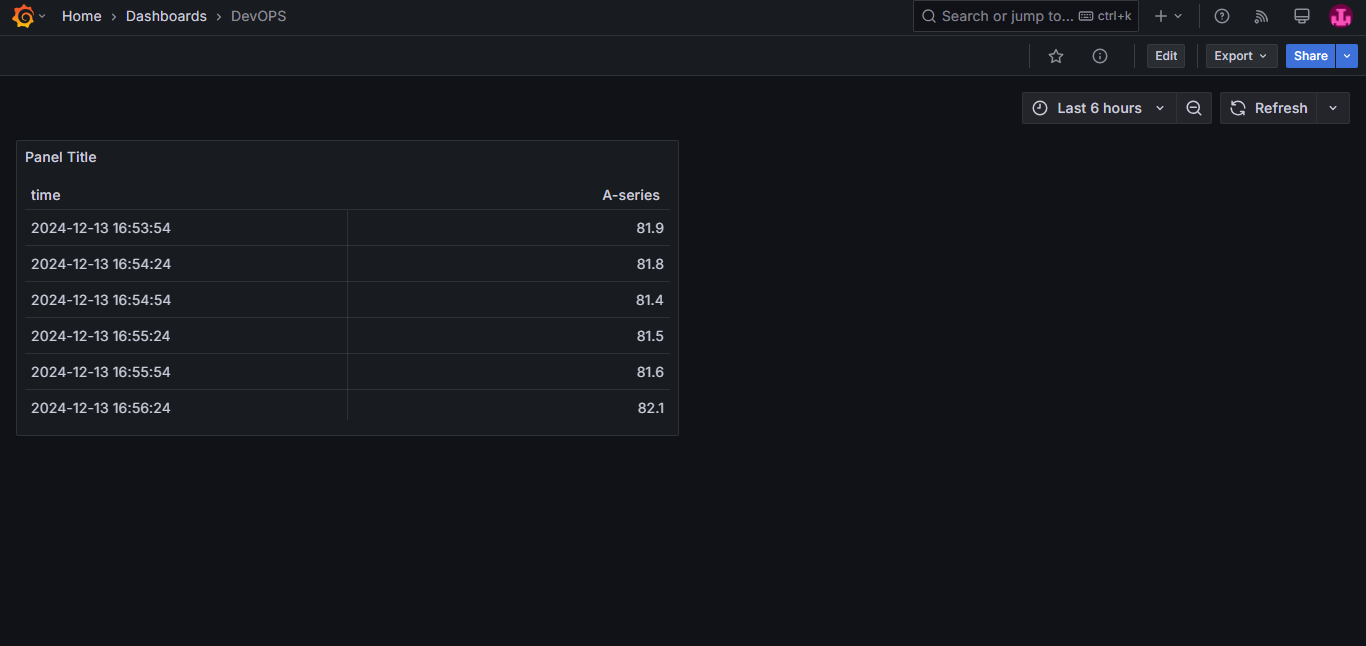 Home › Dashboards › DevOPS Search or jump to... ctrl+k
Edit Export Share
Last 6 hours Refresh
Panel Title
time A-series
2024-12-13 16:53:54 81.9
2024-12-13 16:54:24 81.8
2024-12-13 16:54:54 81.4
2024-12-13 16:55:24 81.5
2024-12-13 16:55:54 81.6
2024-12-13 16:56:24 82.1